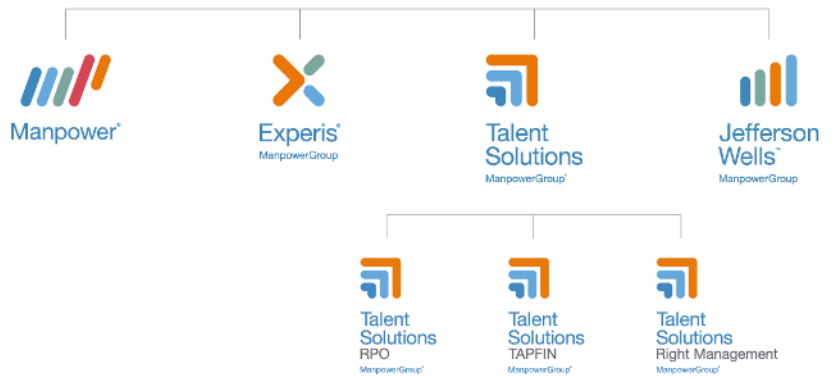 Manpower®
Experis®
ManpowerGroup
Talent
Solutions
ManpowerGroup®
Jefferson
Wells™
ManpowerGroup
Talent
Solutions
RPO
ManpowerGroup®
Talent
Solutions
TAPFIN
ManpowerGroup®
Talent
Solutions
Right Management
ManpowerGroup®